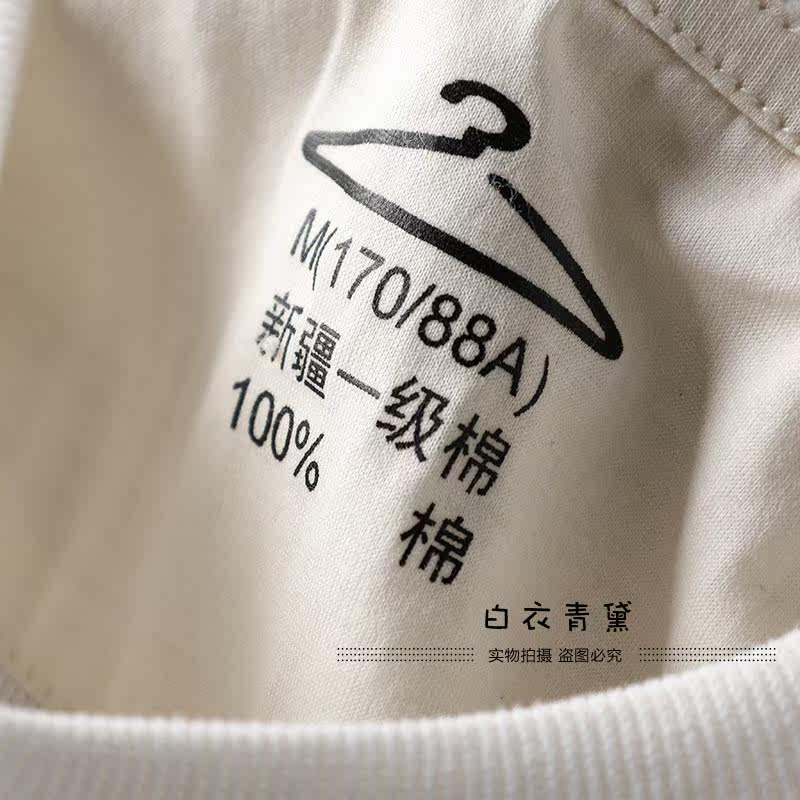 M(170/88A)
新疆一级棉
100% 棉
白衣青黛
实物拍摄 盗图必究